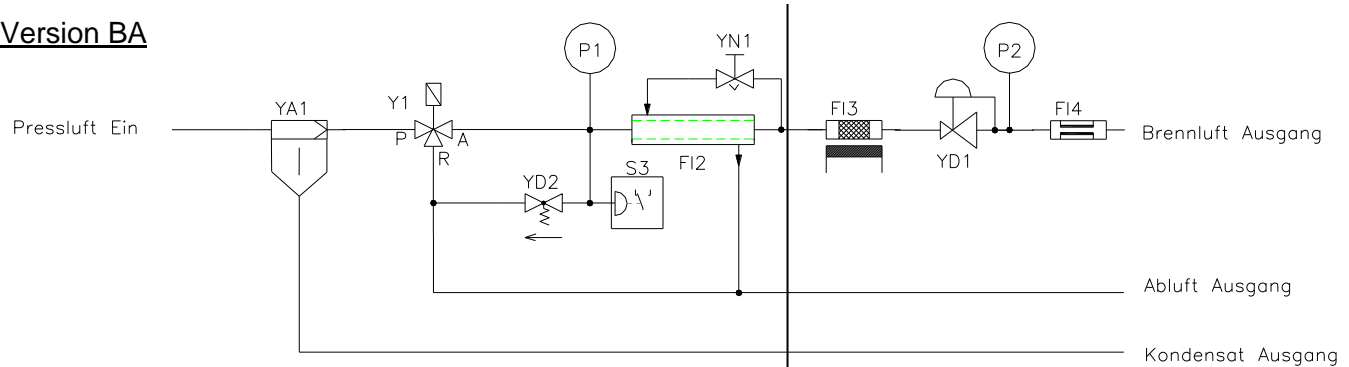 Version BA
P1
YN1
P2
YA1
Y1
FI3
FI4
Pressluft Ein
P
A
R
FI2
YD1
Brennluft Ausgang
YD2
S3
Abluft Ausgang
Kondensat Ausgang